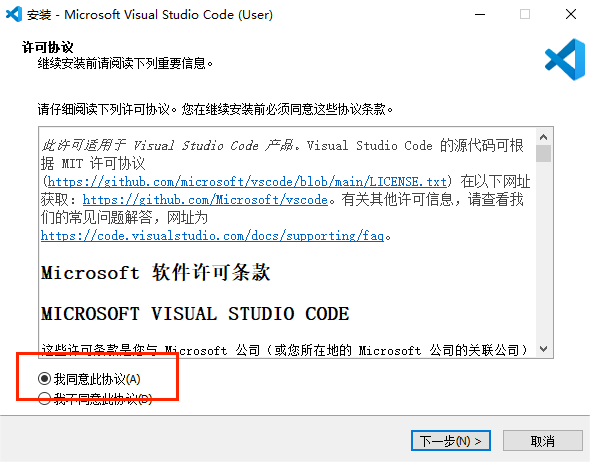 安装 - Microsoft Visual Studio Code (User)
许可协议
继续安装前请阅读下列重要信息。
请仔细阅读下列许可协议。您在继续安装前必须同意这些协议条款。
此许可适用于 Visual Studio Code 产品。Visual Studio Code 的源代码可根
据 MIT 许可协议
(https://github.com/microsoft/vscode/blob/main/LICENSE.txt) 在以下网址
获取：https://github.com/Microsoft/vscode。有关其他许可信息，请查看我
们的常见问题解答，网址为
https://code.visualstudio.com/docs/supporting/faq。
Microsoft 软件许可条款
MICROSOFT VISUAL STUDIO CODE
这些许可条款是您与 Microsoft 公司（或您所在地的 Microsoft 公司的关联公司）
我同意此协议(A)
我不同意此协议(D)
下一步(N) >
取消